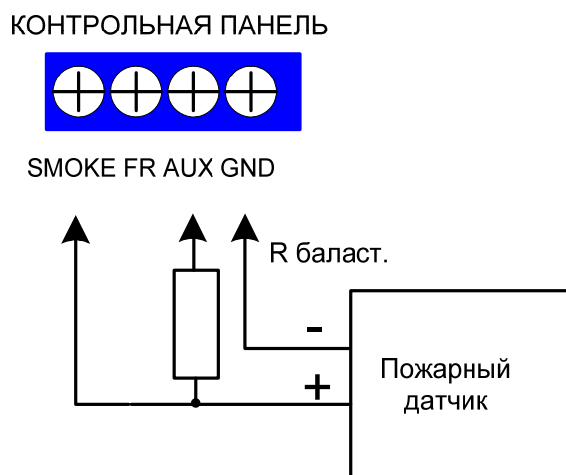 КОНТРОЛЬНАЯ ПАНЕЛЬ
SMOKE FR AUX GND
R баласт.
-
+
Пожарный
датчик